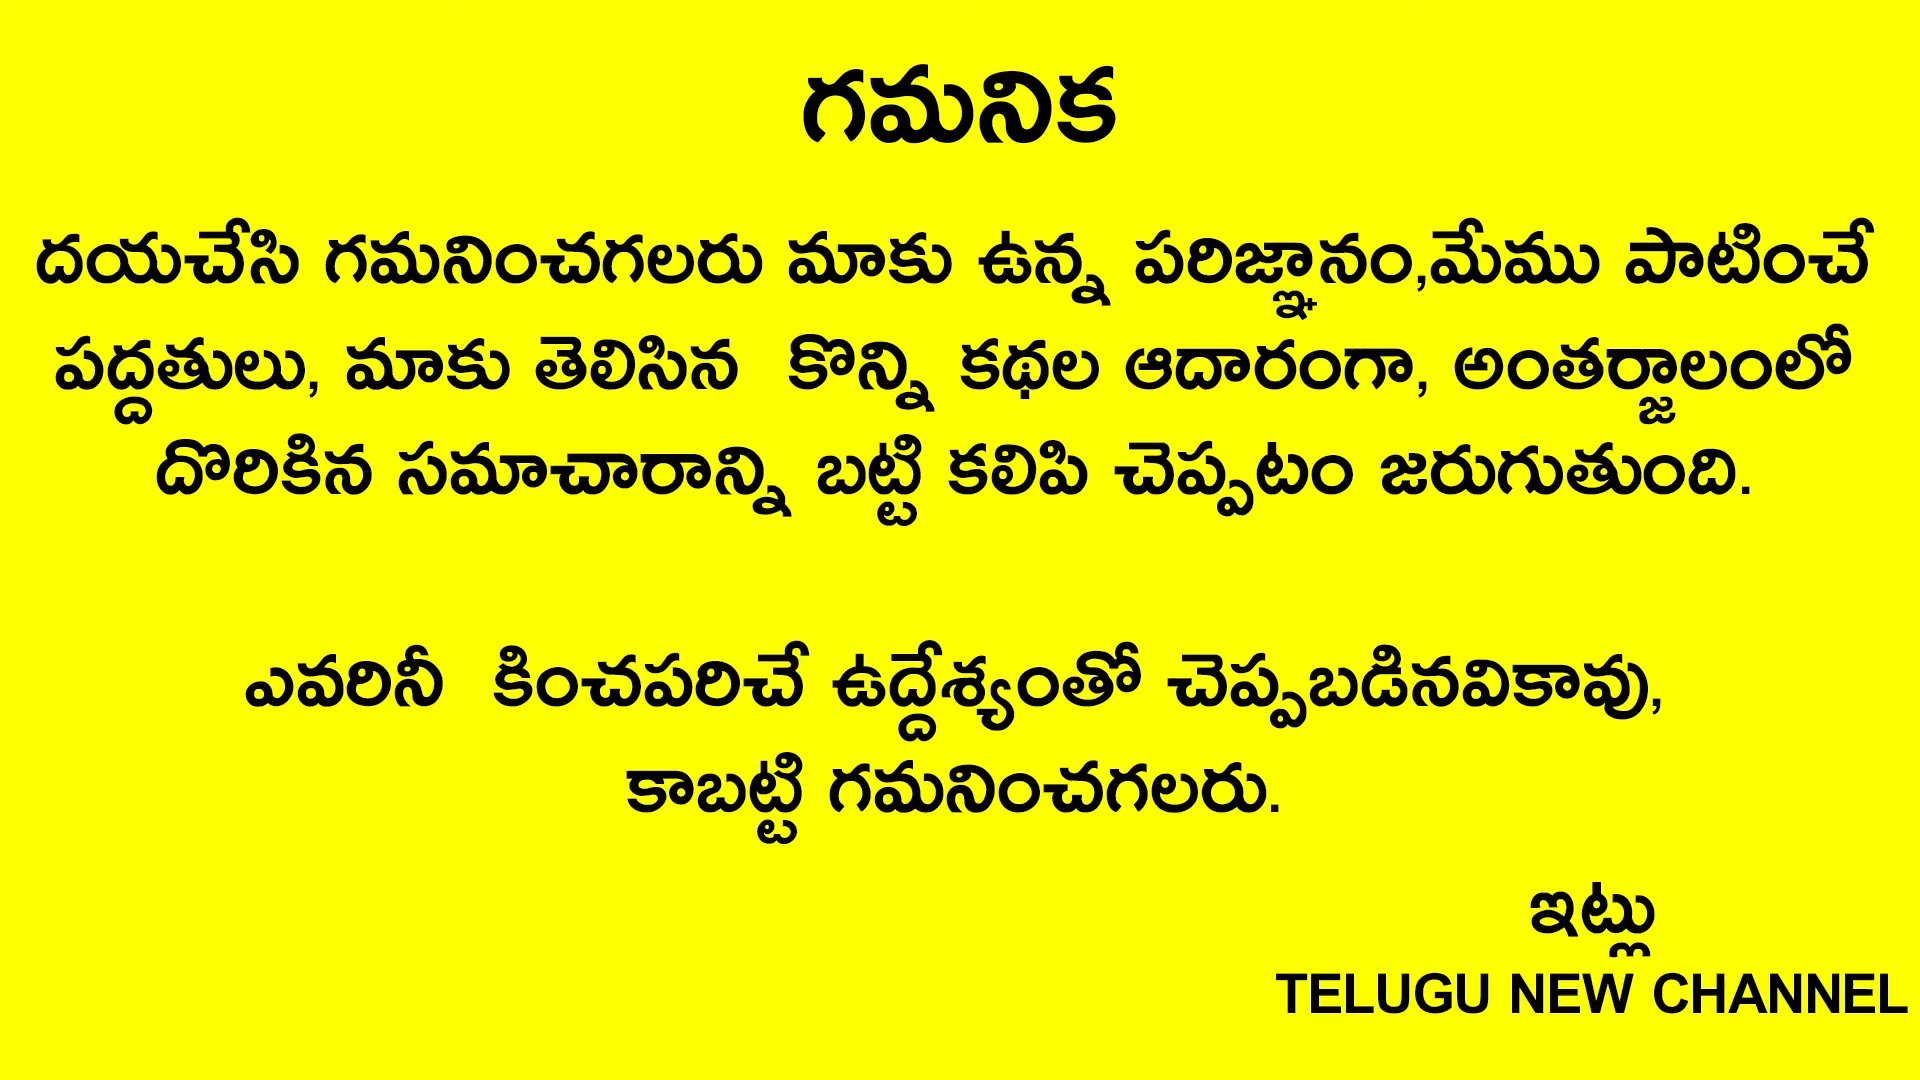 గమనిక
దయచేసి గమనించగలరు మాకు ఉన్న పరిజ్ఞానం,మేము పాటించే
పద్దతులు, మాకు తెలిసిన కొన్ని కథల ఆదారంగా, అంతర్జాలంలో
దొరికిన సమాచారాన్ని బట్టి కలిపి చెప్పటం జరుగుతుంది.
ఎవరినీ కించపరిచే ఉద్దేశ్యంతో చెప్పబడినవికావు,
కాబట్టి గమనించగలరు.
ఇట్లు
TELUGU NEW CHANNEL